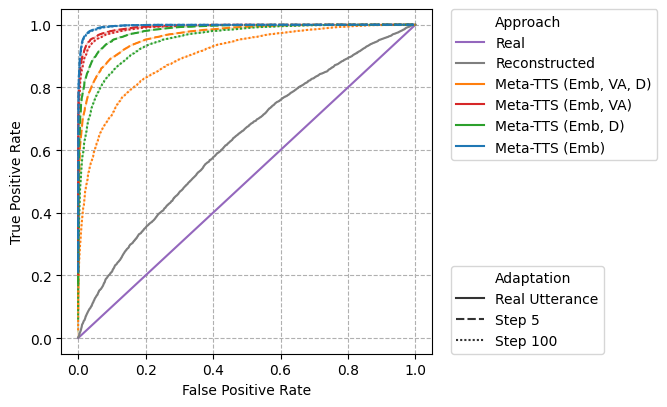 1.0
0.8
0.6
0.4
0.2
0.0
True Positive Rate
0.0 0.2 0.4 0.6 0.8 1.0
False Positive Rate
Approach
Real
Reconstructed
Meta-TTS (Emb, VA, D)
Meta-TTS (Emb, VA)
Meta-TTS (Emb, D)
Meta-TTS (Emb)
Adaptation
Real Utterance
Step 5
Step 100